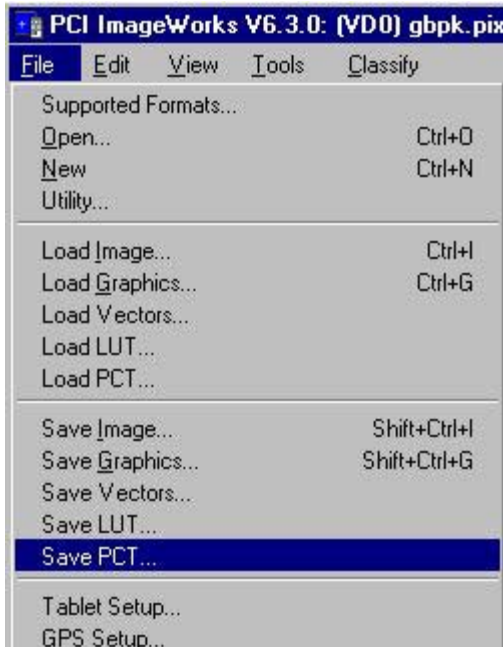 PCI ImageWorks V6.3.0: (VD0) gbpk.pix
File Edit View Tools Classify
Supported Formats...
Open... Ctrl+O
New Ctrl+N
Utility...
Load Image... Ctrl+I
Load Graphics... Ctrl+G
Load Vectors...
Load LUT...
Load PCT...
Save Image... Shift+Ctrl+I
Save Graphics... Shift+Ctrl+G
Save Vectors...
Save LUT...
Save PCT...
Tablet Setup...
GPS Setup...